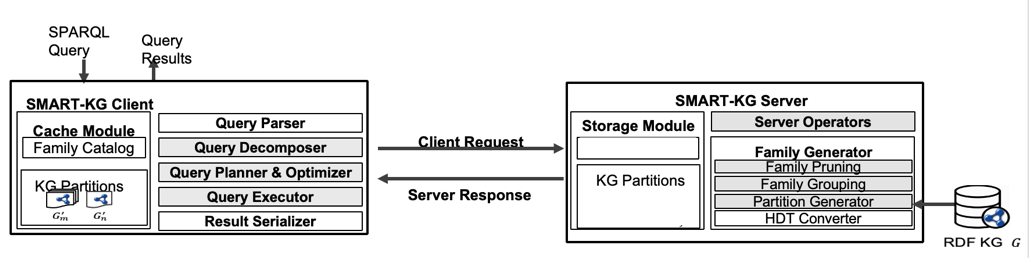 SPARQL
Query
Query
Results
SMART-KG Client
Cache Module
Family Catalog
KG Partitions
G'm
G'n
Query Parser
Query Decomposer
Query Planner & Optimizer
Query Executor
Result Serializer
Client Request
Server Response
SMART-KG Server
Storage Module
KG Partitions
Server Operators
Family Generator
Family Pruning
Family Grouping
Partition Generator
HDT Converter
RDF KG G